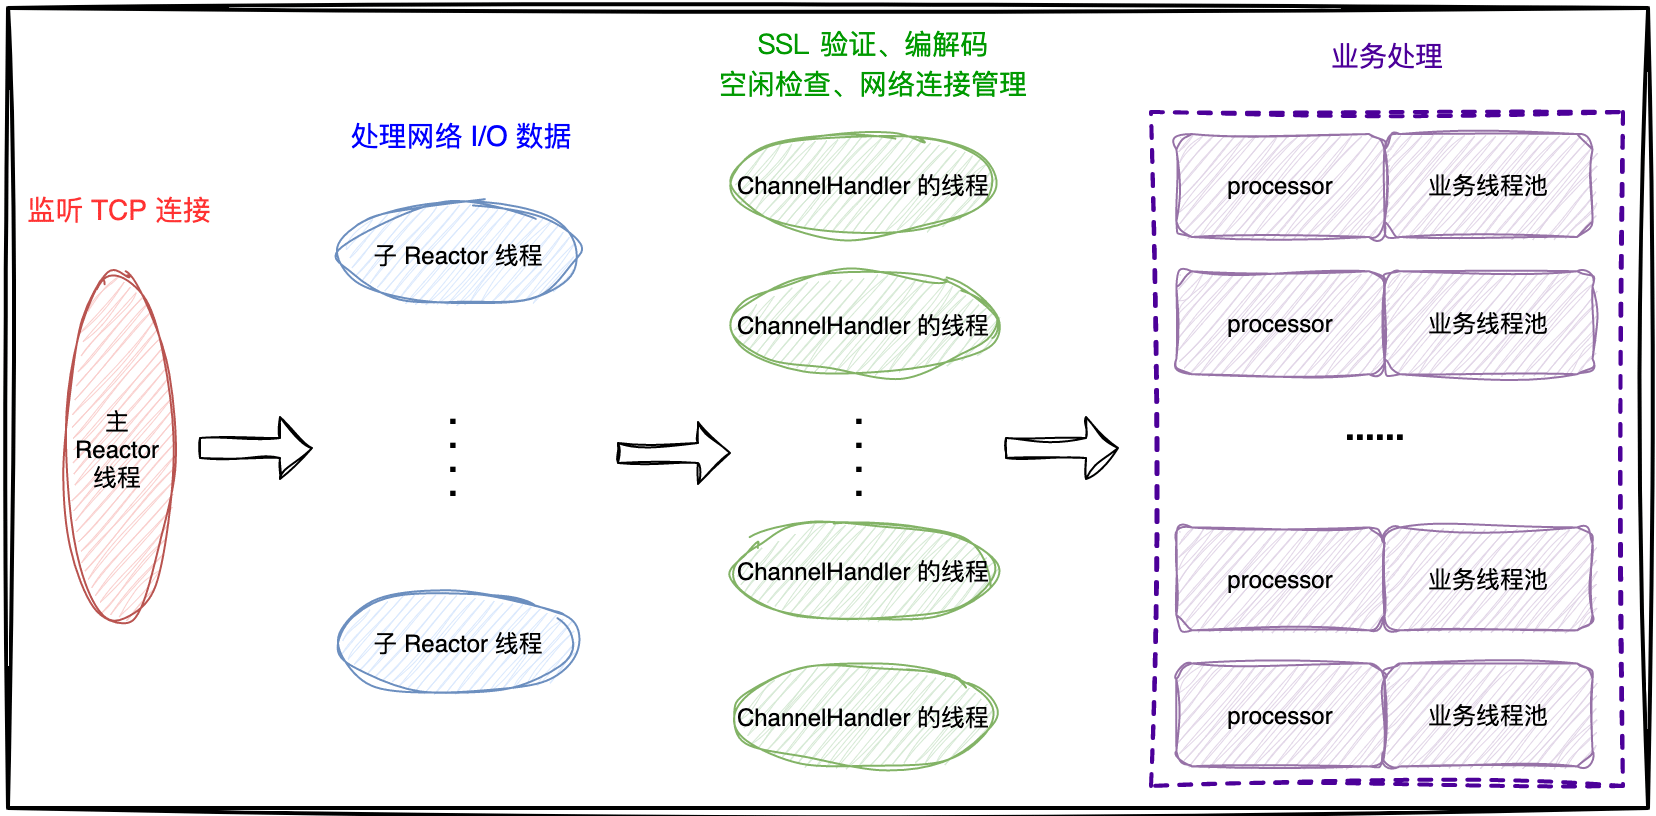 监听 TCP 连接
主
Reactor
线程
处理网络 I/O 数据
子 Reactor 线程
子 Reactor 线程
SSL 验证、编解码
空闲检查、网络连接管理
ChannelHandler 的线程
ChannelHandler 的线程
ChannelHandler 的线程
ChannelHandler 的线程
业务处理
processor 业务线程池
processor 业务线程池
......
processor 业务线程池
processor 业务线程池